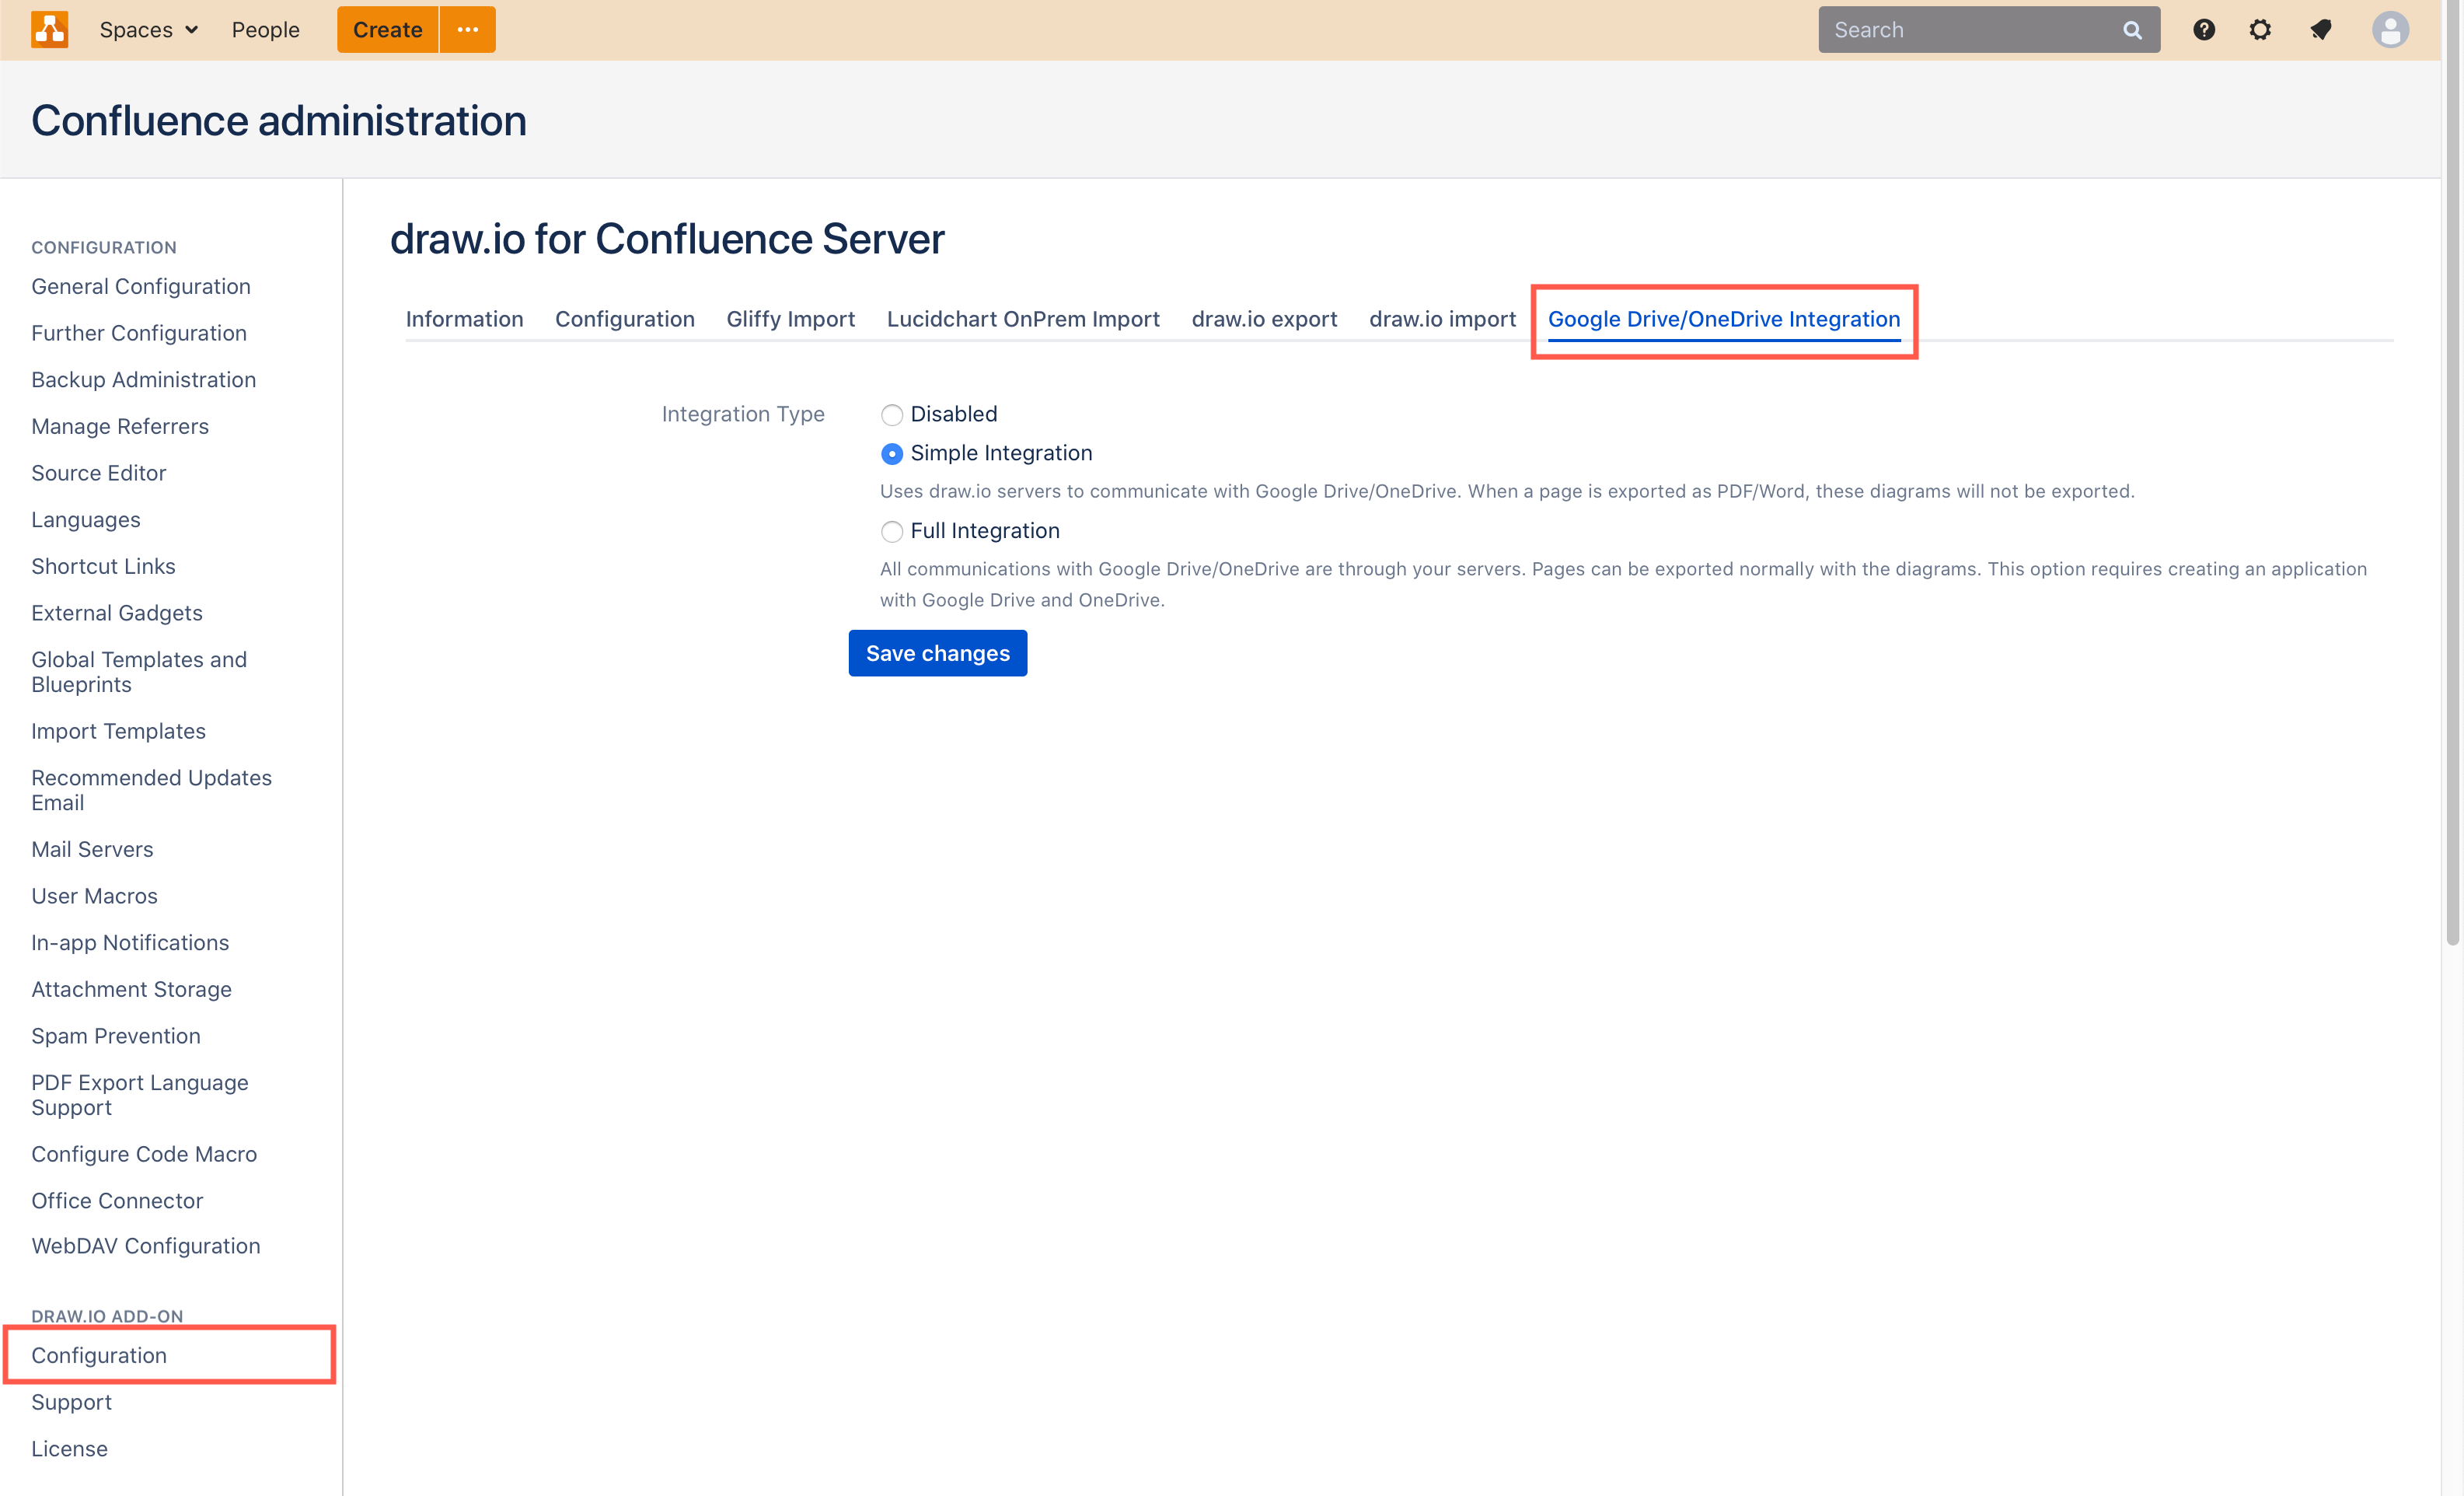 Spaces
People
Create
Search
Confluence administration
CONFIGURATION
General Configuration
Further Configuration
Backup Administration
Manage Referrers
Source Editor
Languages
Shortcut Links
External Gadgets
Global Templates and
Blueprints
Import Templates
Recommended Updates
Email
Mail Servers
User Macros
In-app Notifications
Attachment Storage
Spam Prevention
PDF Export Language
Support
Configure Code Macro
Office Connector
WebDAV Configuration
DRAW.IO ADD-ON
Configuration
Support
License
draw.io for Confluence Server
Information
Configuration
Gliffy Import
Lucidchart OnPrem Import
draw.io export
draw.io import
Google Drive/OneDrive Integration
Integration Type
Disabled
Simple Integration
Uses draw.io servers to communicate with Google Drive/OneDrive. When a page is exported as PDF/Word, these diagrams will not be exported.
Full Integration
All communications with Google Drive/OneDrive are through your servers. Pages can be exported normally with the diagrams. This option requires creating an application
with Google Drive and OneDrive.
Save changes